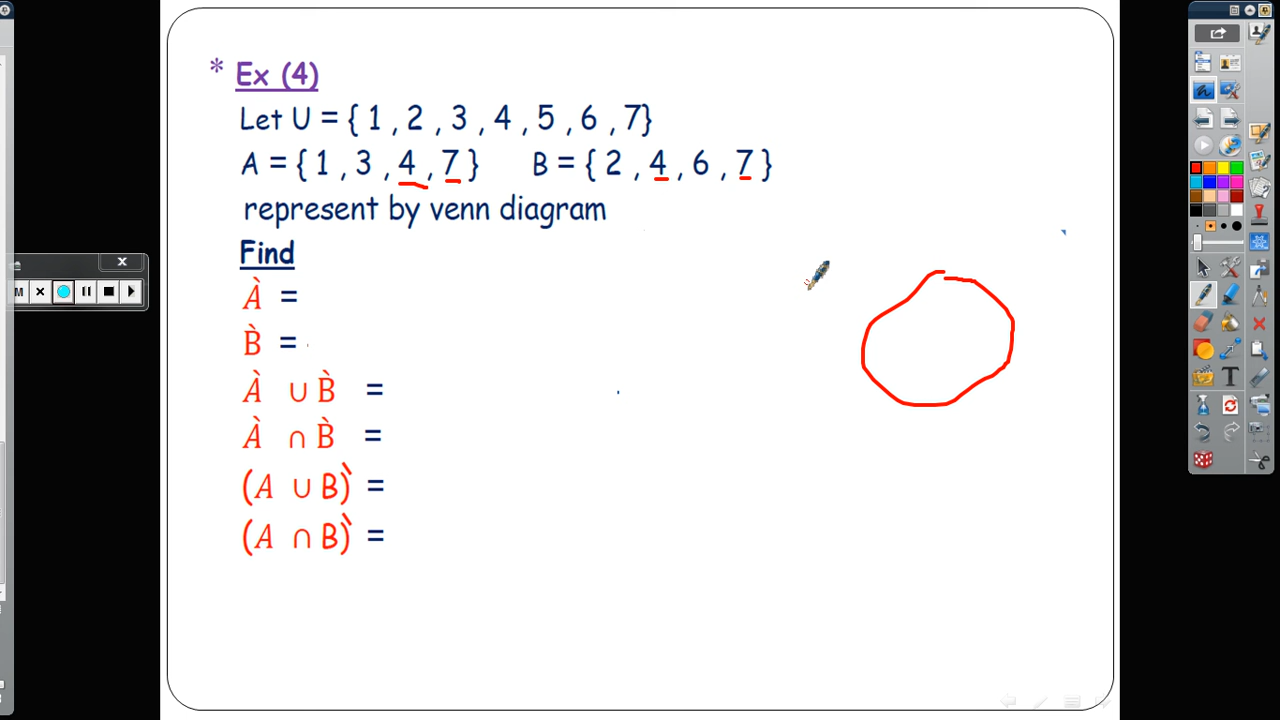 * Ex (4)
Let U = { 1 , 2 , 3 , 4 , 5 , 6 , 7}
A = { 1 , 3 , 4 , 7 } B = { 2 , 4 , 6 , 7 }
represent by venn diagram
Find
À =
B̀ =
À ∪ B̀ =
À ∩ B̀ =
(A ∪ B)̀ =
(A ∩ B)̀ =
M